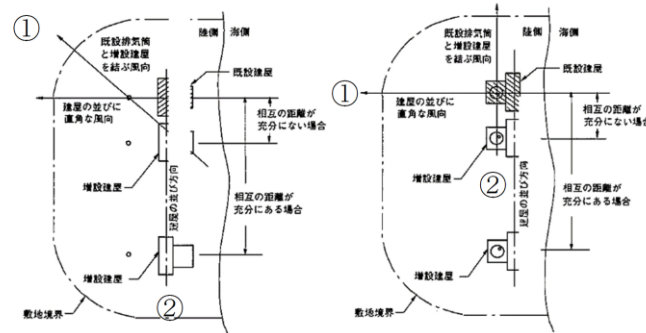 ①
既設排気筒
と増設建屋
を結ぶ風向
陸側
海側
既設建屋
建屋の並びに
直角な風向
相互の距離が
充分にない場合
増設建屋
建屋の並び方向
相互の距離が
充分にある場合
増設建屋
②
敷地境界
既設排気筒
と増設建屋
を結ぶ風向
陸側
海側
既設建屋
①
建屋の並びに
直角な風向
相互の距離が
充分にない場合
増設建屋
②
建屋の並び方向
相互の距離が
充分にある場合
増設建屋
敷地境界